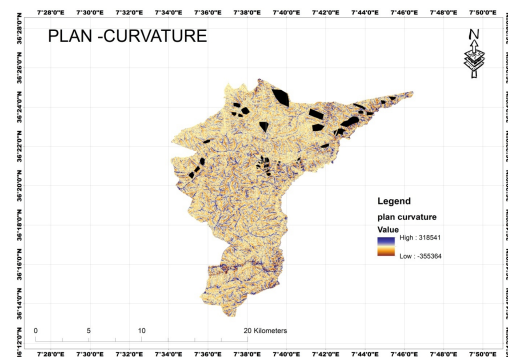 7°28'0"E 7°30'0"E 7°32'0"E 7°34'0"E 7°36'0"E 7°38'0"E 7°40'0"E 7°42'0"E 7°44'0"E 7°46'0"E 7°48'0"E 7°50'0"E
PLAN -CURVATURE
N
36°28'0"N
36°26'0"N
36°24'0"N
36°22'0"N
36°20'0"N
36°18'0"N
36°16'0"N
36°14'0"N
36°12'0"N
Legend
plan curvature
Value
High : 318541
Low : -355364
0 5 10 20 Kilometers
7°28'0"E 7°30'0"E 7°32'0"E 7°34'0"E 7°36'0"E 7°38'0"E 7°40'0"E 7°42'0"E 7°44'0"E 7°46'0"E 7°48'0"E 7°50'0"E